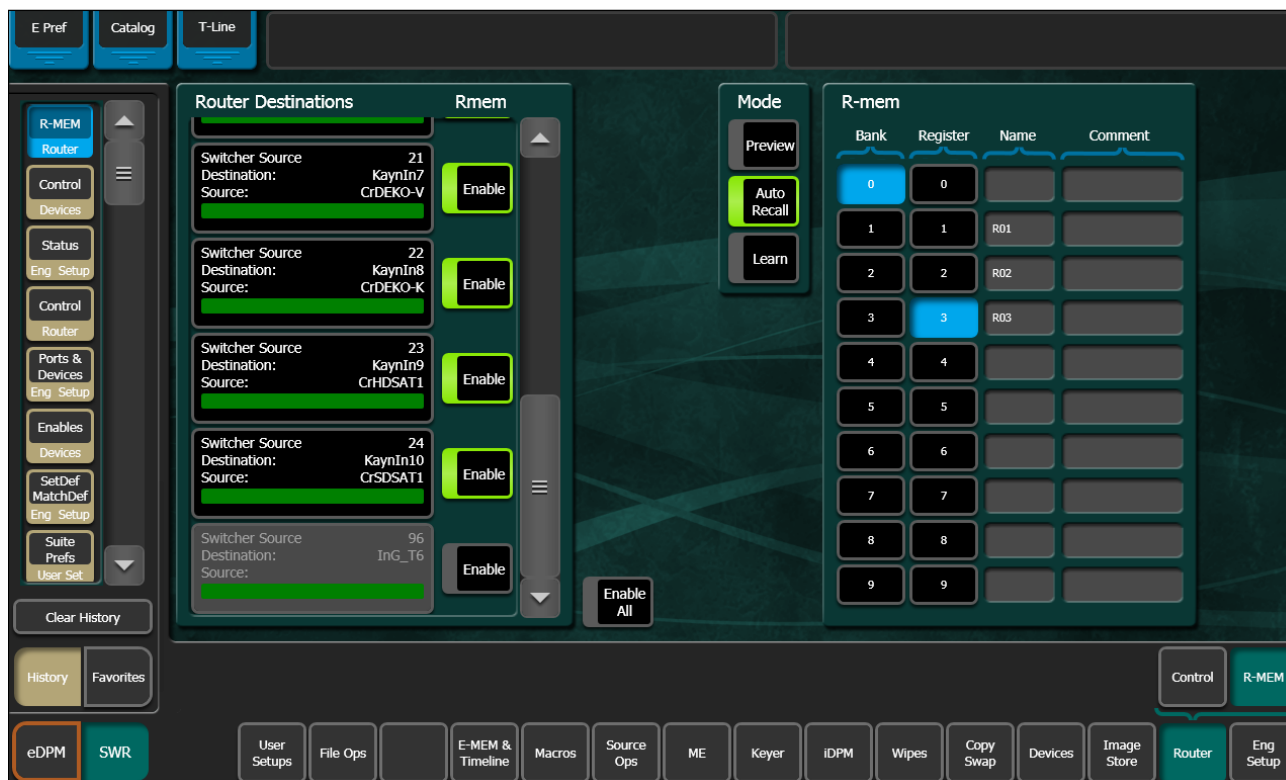 E Pref
Catalog
T-Line
R-MEM
Router
Control
Devices
Status
Eng Setup
Control
Router
Ports &
Devices
Eng Setup
Enables
Devices
SetDef
MatchDef
Eng Setup
Suite
Prefs
User Set
Clear History
History
Favorites
Router Destinations
Rmem
Switcher Source 21
Destination: KaynIn7
Source: CrDEKO-V
Enable
Switcher Source 22
Destination: KaynIn8
Source: CrDEKO-K
Enable
Switcher Source 23
Destination: KaynIn9
Source: CrHDSAT1
Enable
Switcher Source 24
Destination: KaynIn10
Source: CrSDSAT1
Enable
Switcher Source 96
Destination: InG_T6
Source:
Enable
Enable
All
Mode
Preview
Auto
Recall
Learn
R-mem
Bank Register Name Comment
0 0
1 1 R01
2 2 R02
3 3 R03
4 4
5 5
6 6
7 7
8 8
9 9
Control
R-MEM
eDPM
SWR
User
Setups
File Ops
E-MEM &
Timeline
Macros
Source
Ops
ME
Keyer
iDPM
Wipes
Copy
Swap
Devices
Image
Store
Router
Eng
Setup